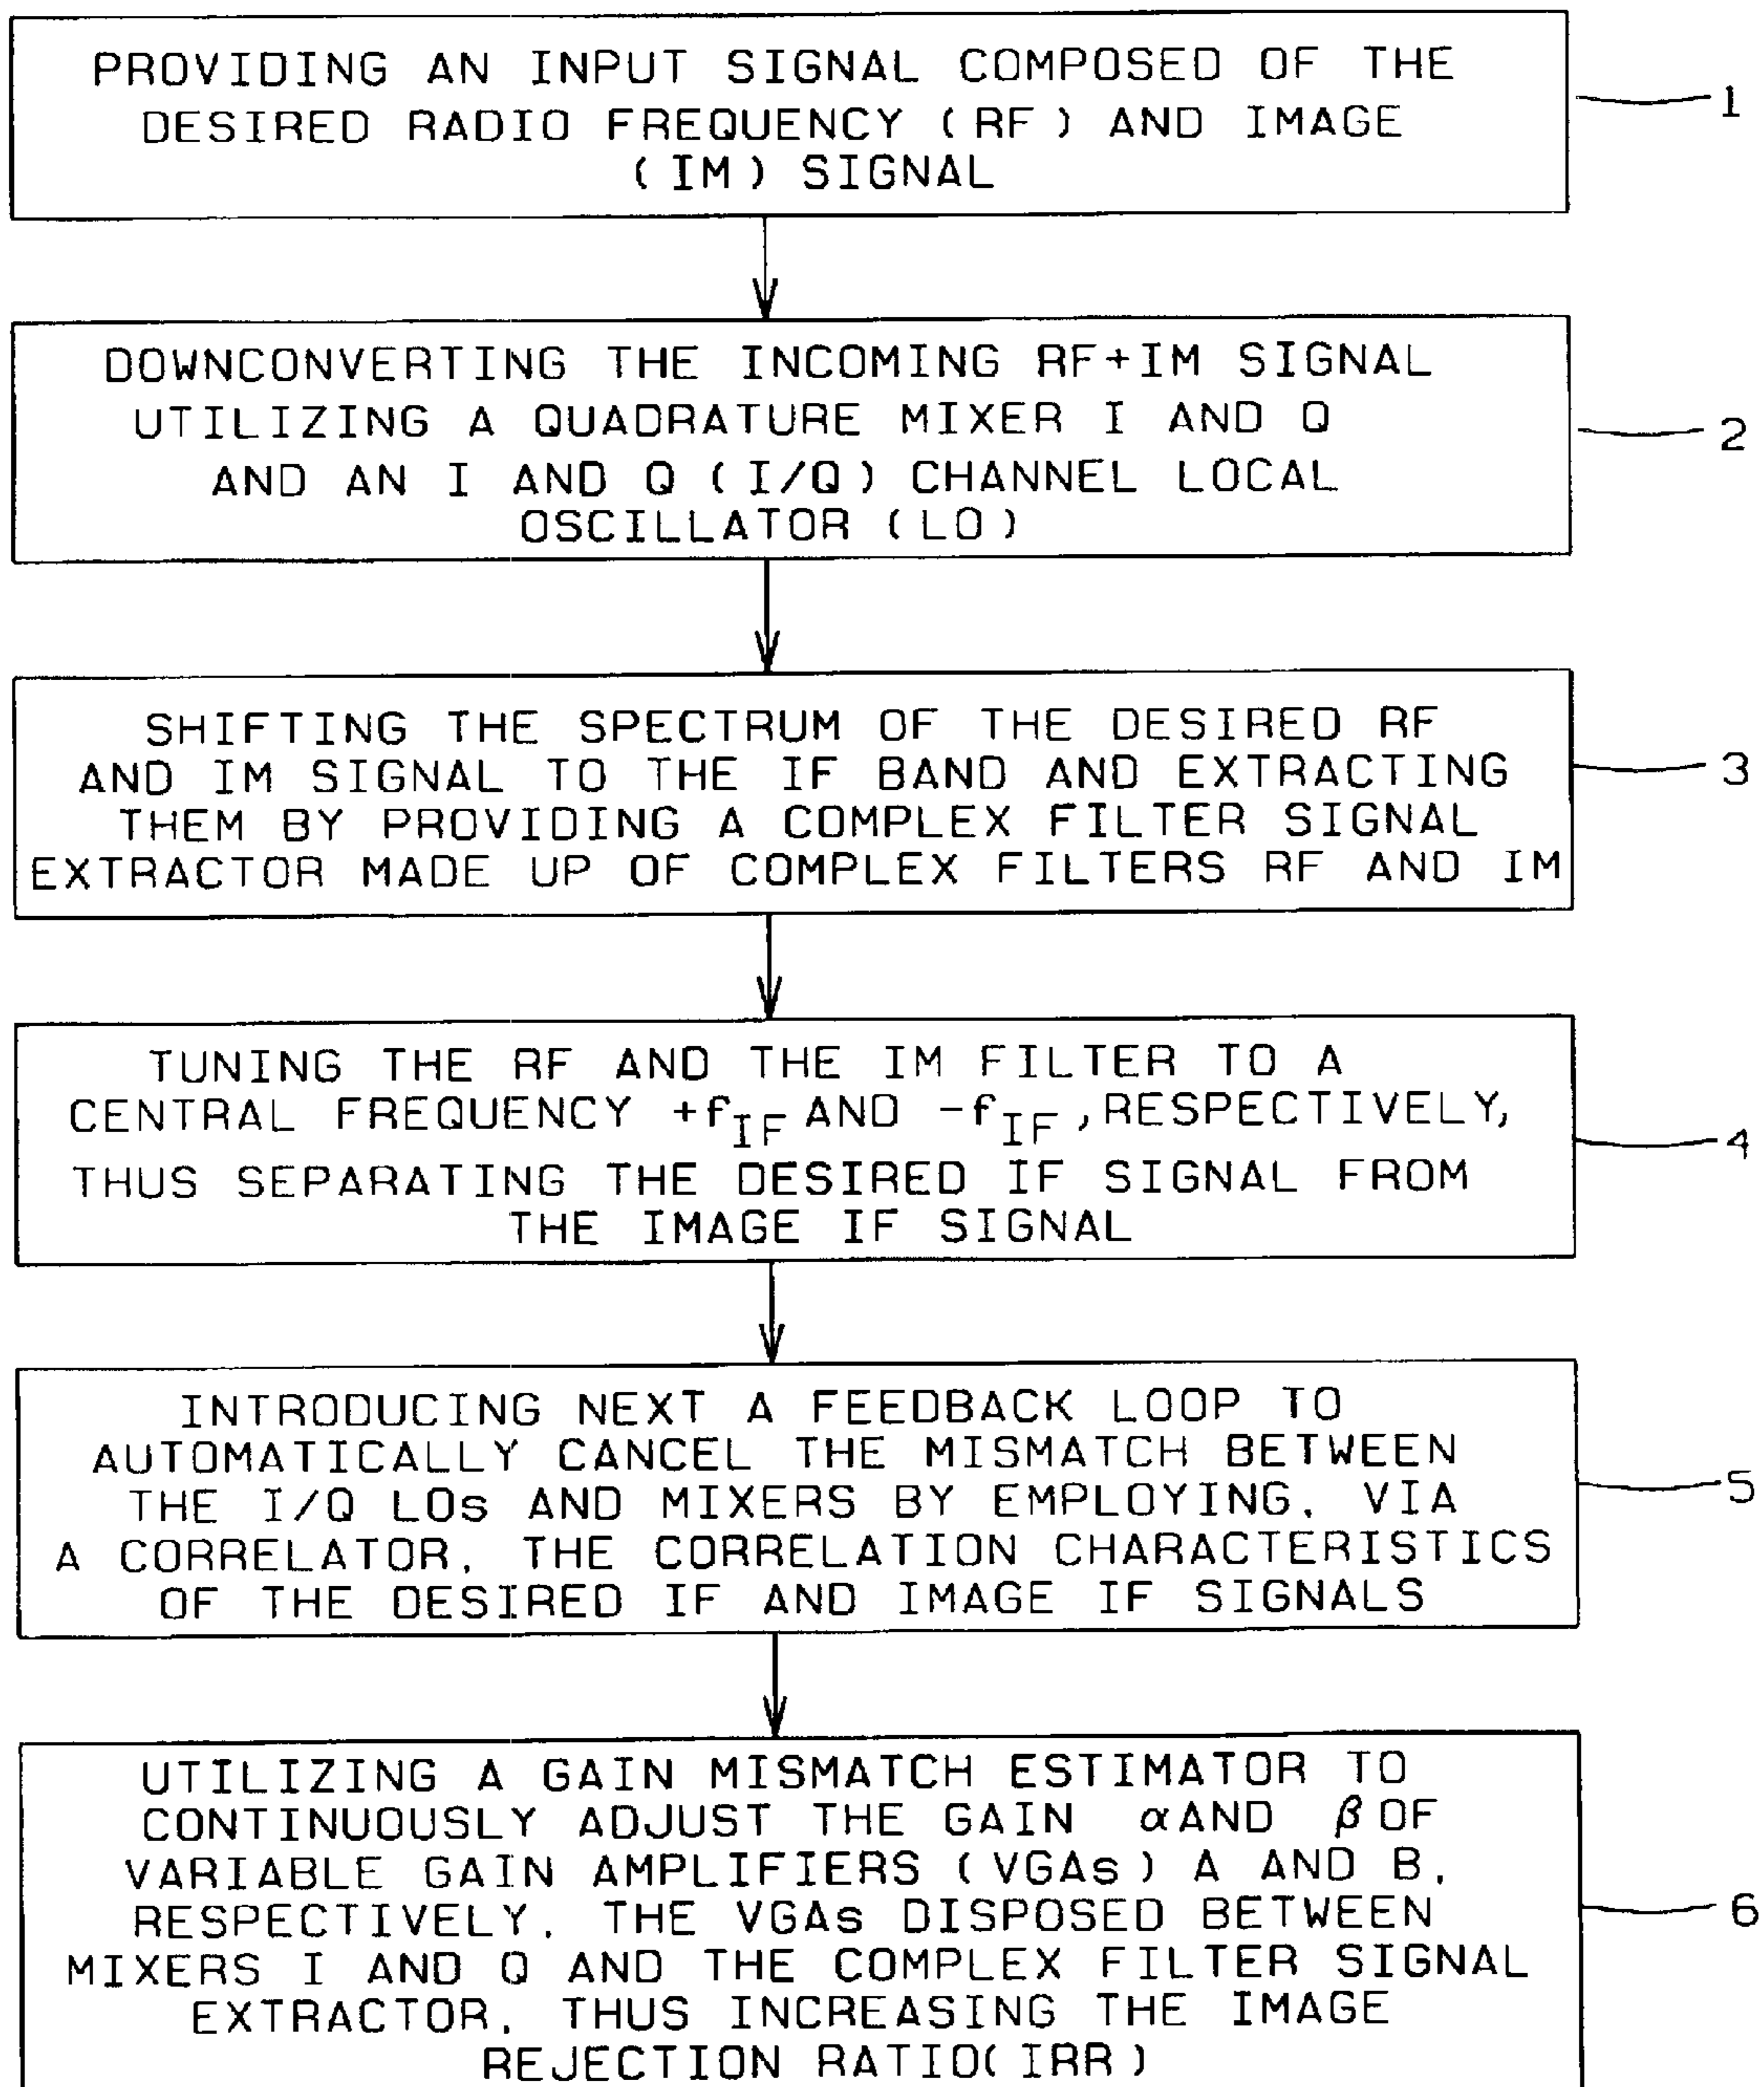 PROVIDING AN INPUT SIGNAL COMPOSED OF THE
DESIRED RADIO FREQUENCY (RF) AND IMAGE
(IM) SIGNAL
1
DOWNCONVERTING THE INCOMING RF+IM SIGNAL
UTILIZING A QUADRATURE MIXER I AND Q
AND AN I AND Q (I/Q) CHANNEL LOCAL
OSCILLATOR (LO)
2
SHIFTING THE SPECTRUM OF THE DESIRED RF
AND IM SIGNAL TO THE IF BAND AND EXTRACTING
THEM BY PROVIDING A COMPLEX FILTER SIGNAL
EXTRACTOR MADE UP OF COMPLEX FILTERS RF AND IM
3
TUNING THE RF AND THE IM FILTER TO A
CENTRAL FREQUENCY +fIF AND -fIF, RESPECTIVELY,
THUS SEPARATING THE DESIRED IF SIGNAL FROM
THE IMAGE IF SIGNAL
4
INTRODUCING NEXT A FEEDBACK LOOP TO
AUTOMATICALLY CANCEL THE MISMATCH BETWEEN
THE I/Q LOs AND MIXERS BY EMPLOYING, VIA
A CORRELATOR, THE CORRELATION CHARACTERISTICS
OF THE DESIRED IF AND IMAGE IF SIGNALS
5
UTILIZING A GAIN MISMATCH ESTIMATOR TO
CONTINUOUSLY ADJUST THE GAIN α AND β OF
VARIABLE GAIN AMPLIFIERS (VGAs) A AND B,
RESPECTIVELY, THE VGAs DISPOSED BETWEEN
MIXERS I AND Q AND THE COMPLEX FILTER SIGNAL
EXTRACTOR, THUS INCREASING THE IMAGE
REJECTION RATIO(IRR)
6